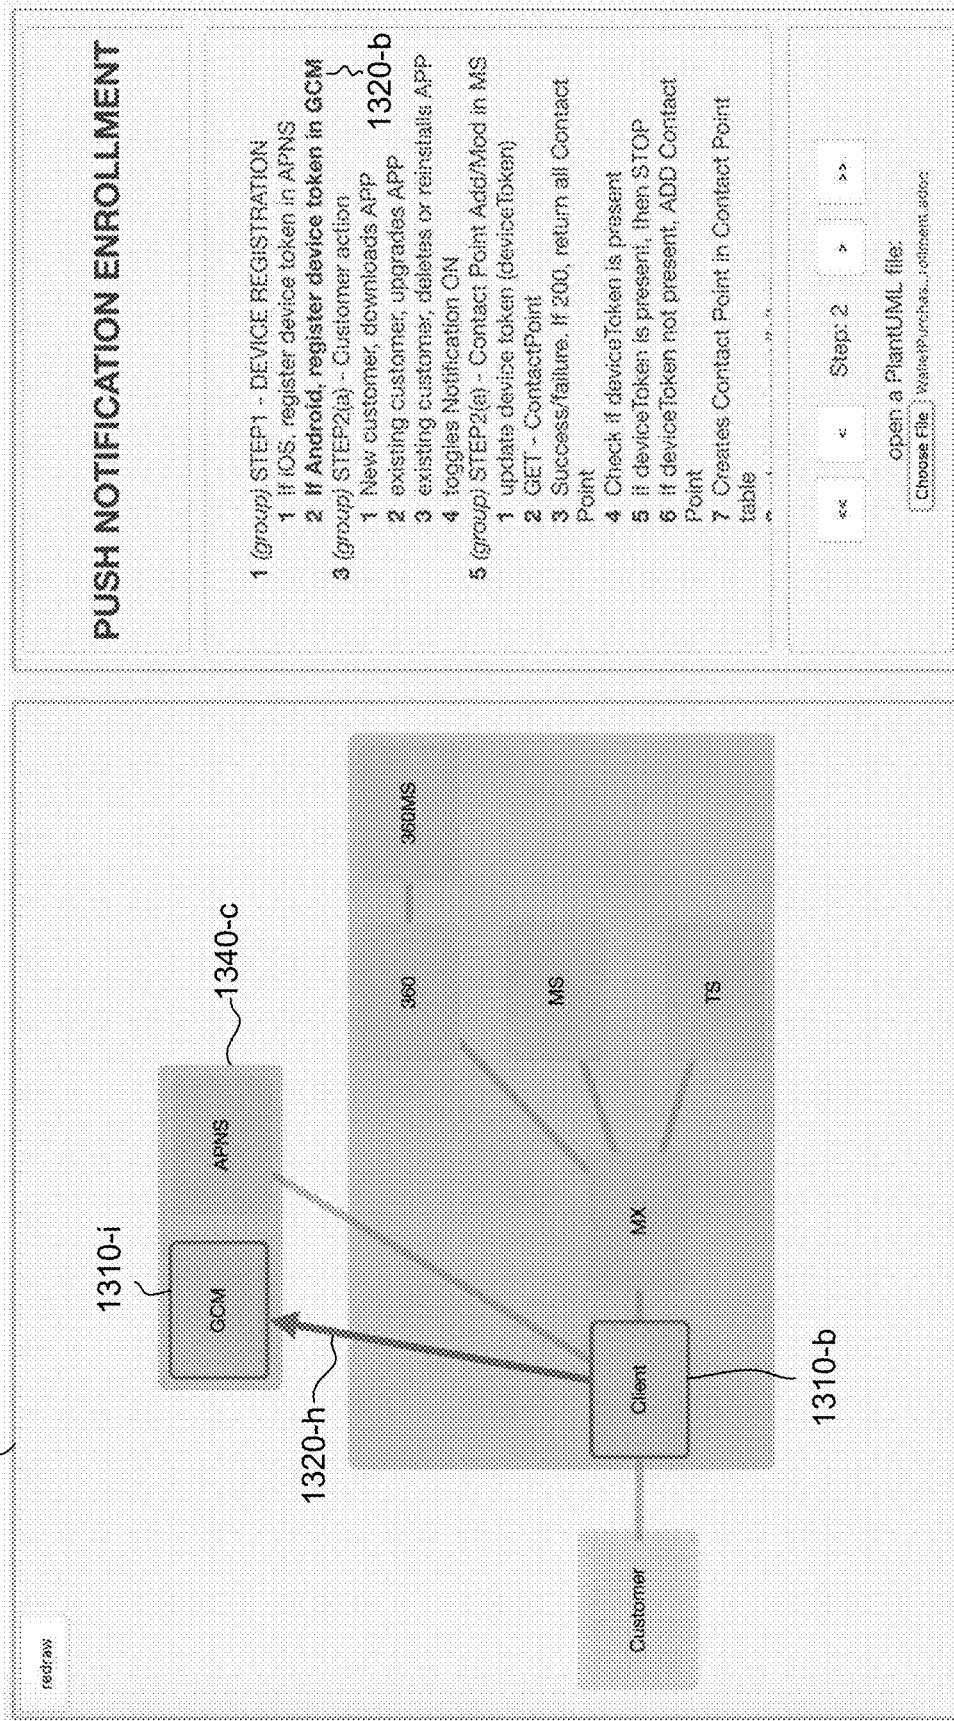 redraw
1310-i
GCM
APNS
1340-c
1320-h
360
360MS
MS
TS
MX
Customer
Client
1310-b
PUSH NOTIFICATION ENROLLMENT
1 (group) STEP1 - DEVICE REGISTRATION
1 If iOS, register device token in APNS
2 If Android, register device token in GCM
1320-b
3 (group) STEP2(a) - Customer action
1 New customer, downloads APP
2 existing customer, upgrades APP
3 existing customer, deletes or reinstalls APP
4 toggles Notification ON
5 (group) STEP2(a) - Contact Point Add/Mod in MS
1 update device token (deviceToken)
2 GET - ContactPoint
3 Success/failure. If 200, return all Contact
Point
4 Check if deviceToken is present
5 If deviceToken is present, then STOP
6 If deviceToken not present, ADD Contact
Point
7 Creates Contact Point in Contact Point
table
<< < Step: 2 > >>
open a PlantUML file:
Choose File